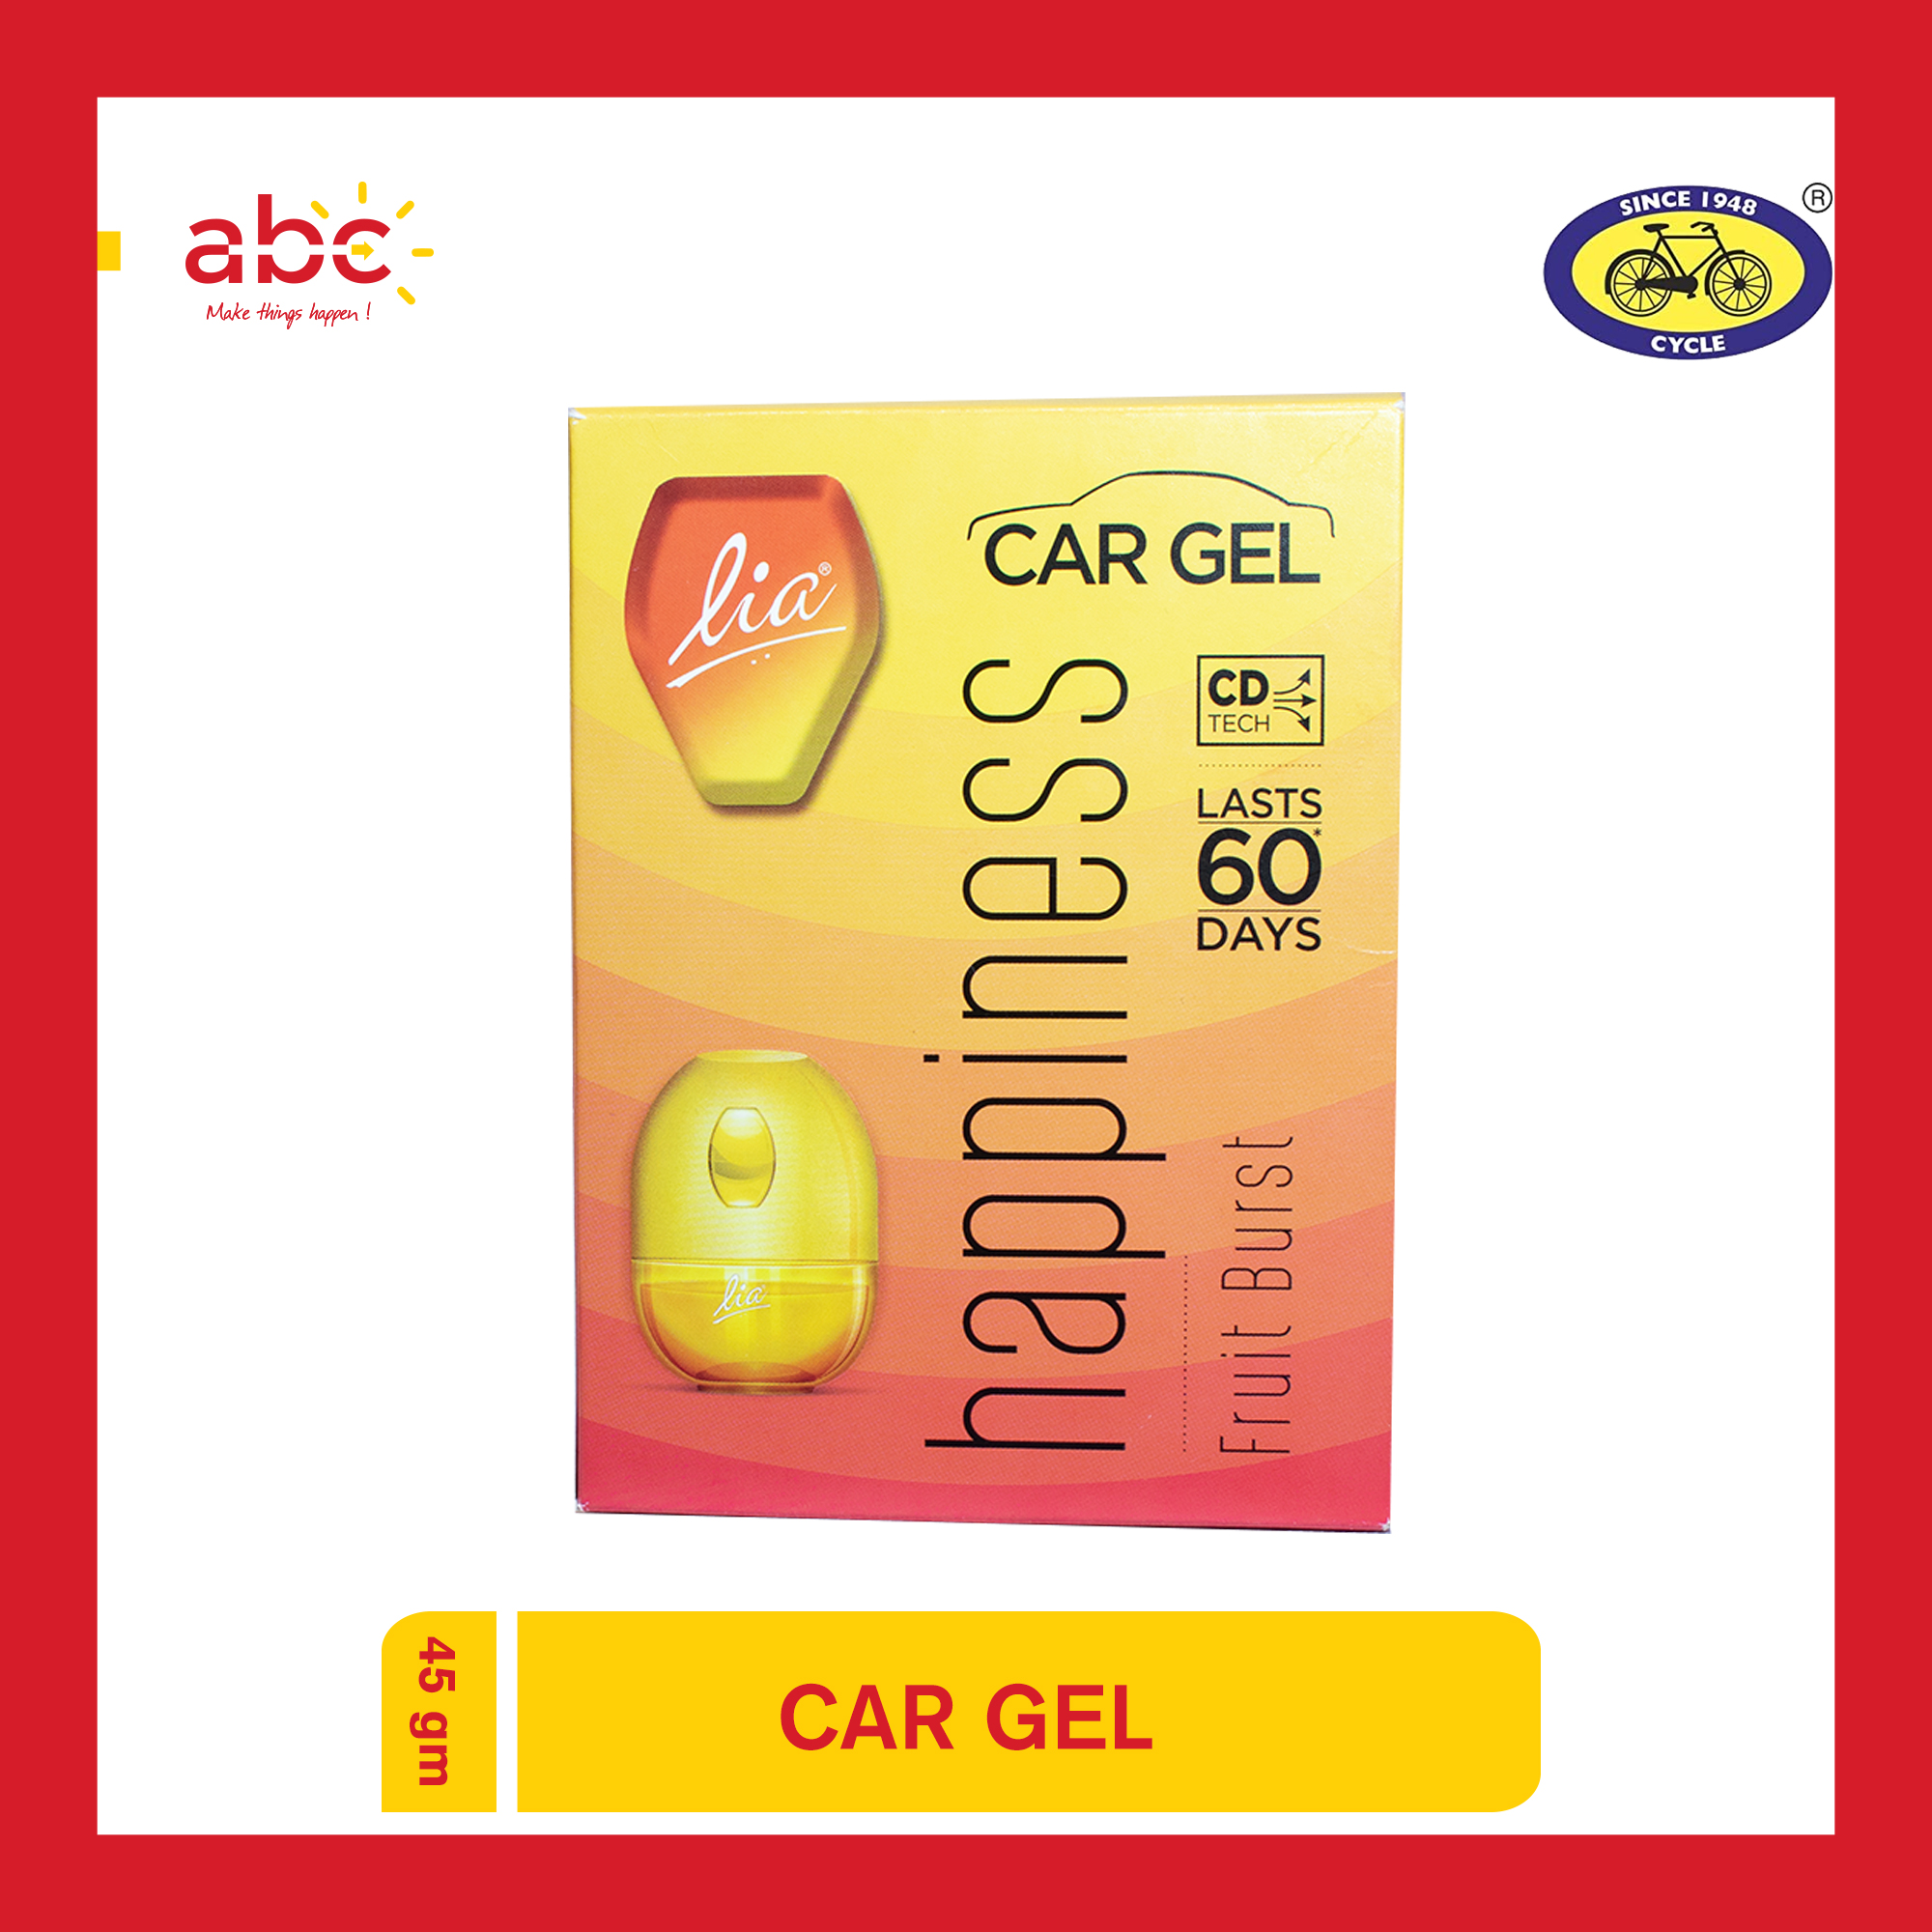 abc
Make things happen !
SINCE 1948
®
CYCLE
lia®
CAR GEL
CD
TECH
LASTS
60*
DAYS
happiness
Fruit Burst
lia
45 gm
CAR GEL